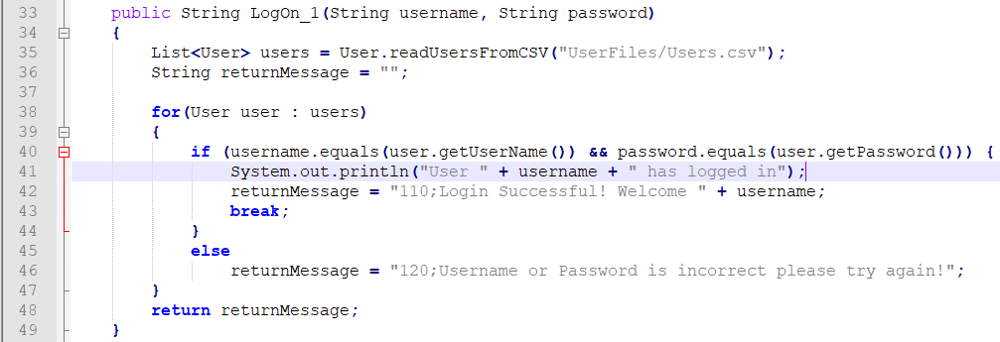 33 public String LogOn_1(String username, String password)
34 {
35 List<User> users = User.readUsersFromCSV("UserFiles/Users.csv");
36 String returnMessage = "";
37
38 for(User user : users)
39 {
40 if (username.equals(user.getUserName()) && password.equals(user.getPassword())) {
41 System.out.println("User " + username + " has logged in");
42 returnMessage = "110;Login Successful! Welcome " + username;
43 break;
44 }
45 else
46 returnMessage = "120;Username or Password is incorrect please try again!";
47 }
48 return returnMessage;
49 }